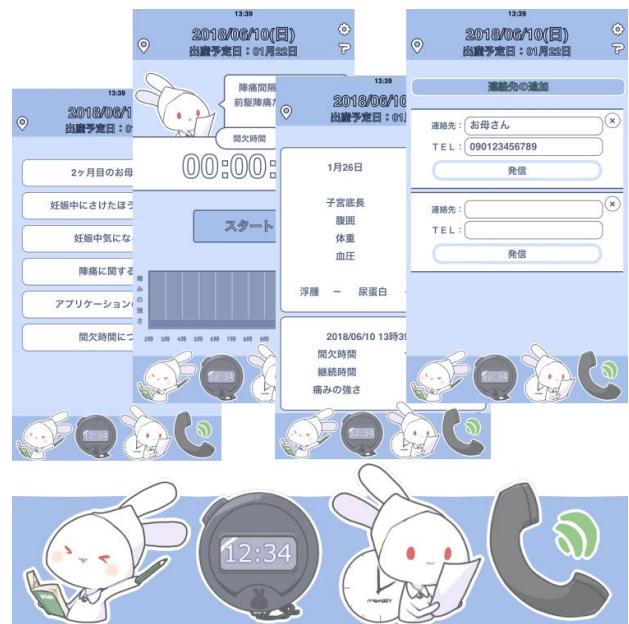 13:39
2018/06/1
出産予定日：0
2ヶ月目のお母
妊娠中にさけたほう
妊娠中気にな
陣痛に関する
アプリケーション
間欠時間につ
12:34
13:39
2018/06/10(日)
出産予定日：01月22日
陣痛間隔
前駆陣痛
間欠時間
00:00:
スタート
痛みの強さ
2時 3時 4時 5時 6時 7時 8時 9時
12:34
13:39
2018/06/10
出産予定日：01
1月26日
子宮底長
腹囲
体重
血圧
浮腫 − 尿蛋白
2018/06/10 13時39
間欠時間
継続時間
痛みの強さ
12:34
13:39
2018/06/10(日)
出産予定日：01月22日
連絡先の追加
連絡先：お母さん
TEL：090123456789
発信
連絡先：
TEL：
発信
12:34
12:34